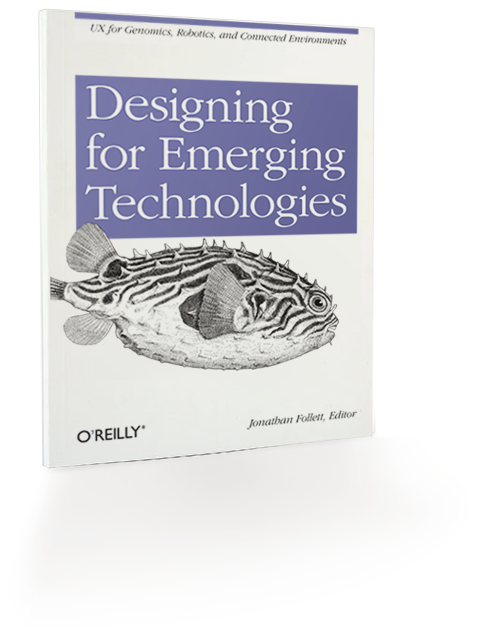 UX for Genomics, Robotics, and Connected Environments
Designing
for Emerging
Technologies
O'REILLY®
Jonathan Follett, Editor